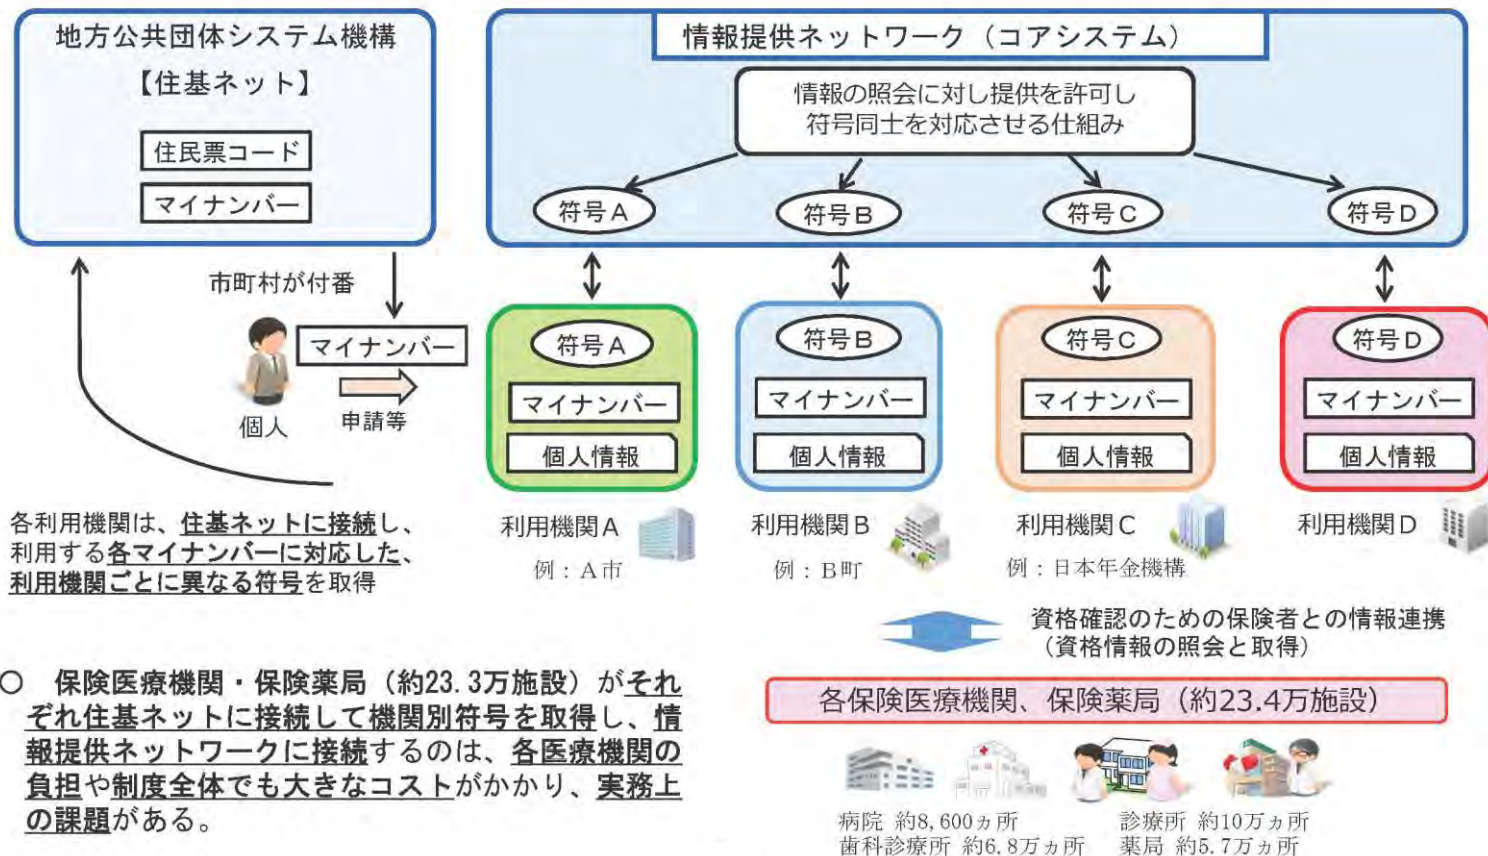 地方公共団体システム機構
【住基ネット】
住民票コード
マイナンバー
情報提供ネットワーク（コアシステム）
情報の照会に対し提供を許可し
符号同士を対応させる仕組み
符号A
符号B
符号C
符号D
市町村が付番
マイナンバー
個人
申請等
符号A
マイナンバー
個人情報
符号B
マイナンバー
個人情報
符号C
マイナンバー
個人情報
符号D
マイナンバー
個人情報
利用機関A
例：A市
利用機関B
例：B町
利用機関C
例：日本年金機構
利用機関D
各利用機関は、住基ネットに接続し、
利用する各マイナンバーに対応した、
利用機関ごとに異なる符号を取得
資格確認のための保険者との情報連携
（資格情報の照会と取得）
○　保険医療機関・保険薬局（約23.3万施設）がそれ
ぞれ住基ネットに接続して機関別符号を取得し、情
報提供ネットワークに接続するのは、各医療機関の
負担や制度全体でも大きなコストがかかり、実務上
の課題がある。
各保険医療機関、保険薬局（約23.4万施設）
病院 約8,600ヵ所　診療所 約10万ヵ所
歯科診療所 約6.8万ヵ所　薬局 約5.7万ヵ所